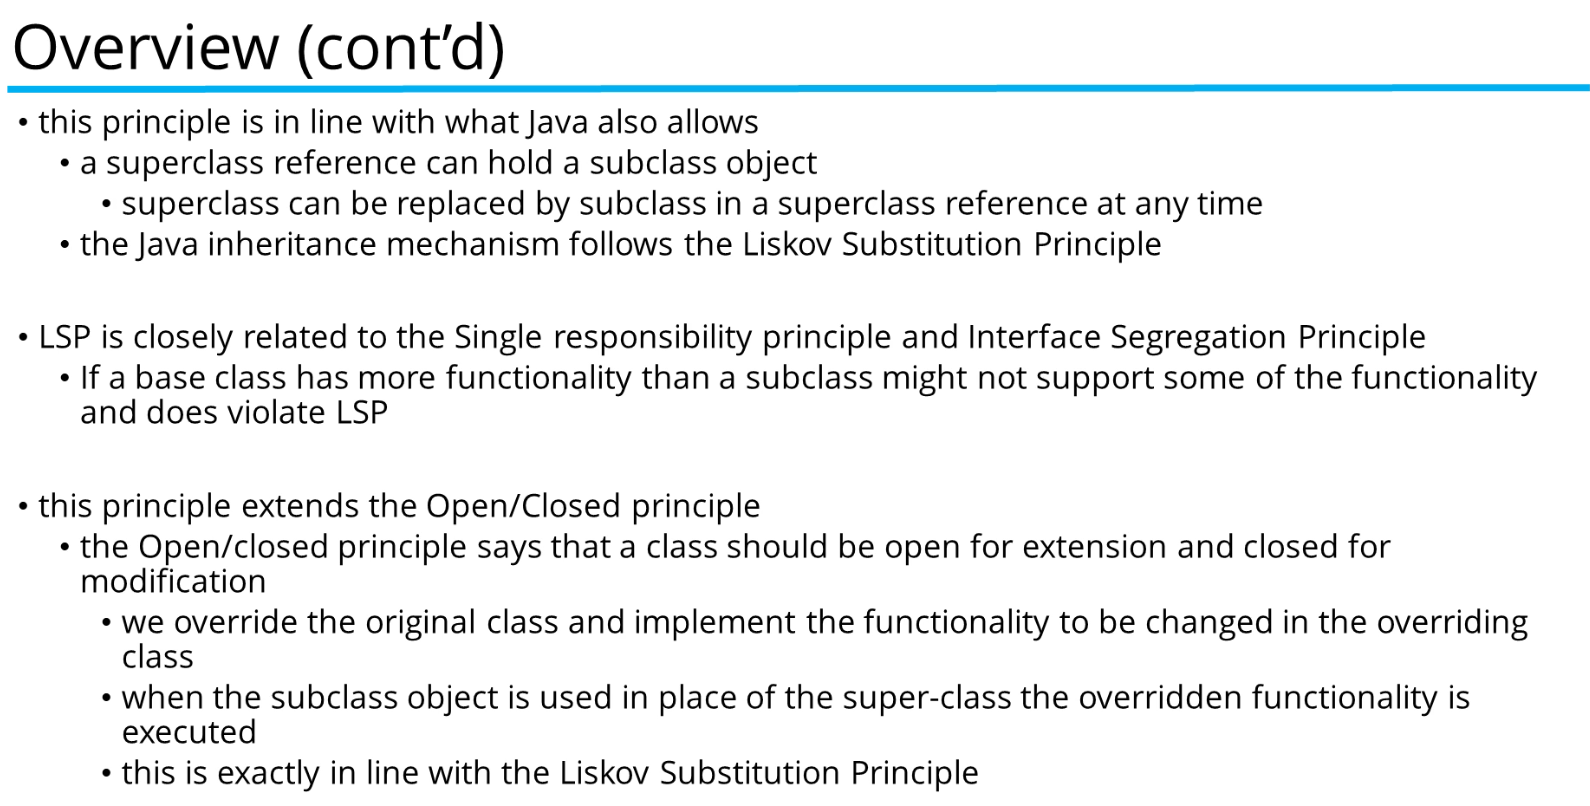 Overview (cont’d)
• this principle is in line with what Java also allows
• a superclass reference can hold a subclass object
• superclass can be replaced by subclass in a superclass reference at any time
• the Java inheritance mechanism follows the Liskov Substitution Principle
• LSP is closely related to the Single responsibility principle and Interface Segregation Principle
• If a base class has more functionality than a subclass might not support some of the functionality
and does violate LSP
• this principle extends the Open/Closed principle
• the Open/closed principle says that a class should be open for extension and closed for
modification
• we override the original class and implement the functionality to be changed in the overriding
class
• when the subclass object is used in place of the super-class the overridden functionality is
executed
• this is exactly in line with the Liskov Substitution Principle